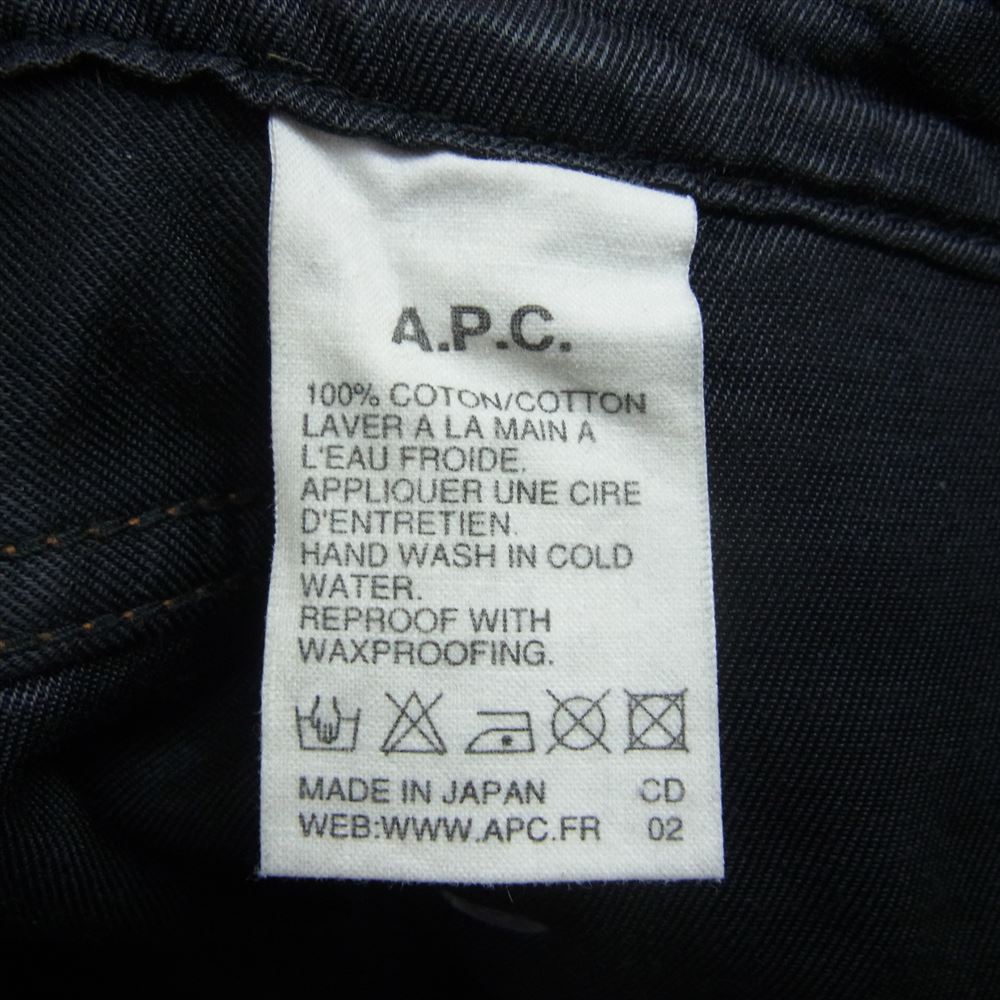 A.P.C.
100% COTON/COTTON
LAVER A LA MAIN A
L'EAU FROIDE.
APPLIQUER UNE CIRE
D'ENTRETIEN.
HAND WASH IN COLD
WATER.
REPROOF WITH
WAXPROOFING.
MADE IN JAPAN CD
WEB:WWW.APC.FR 02